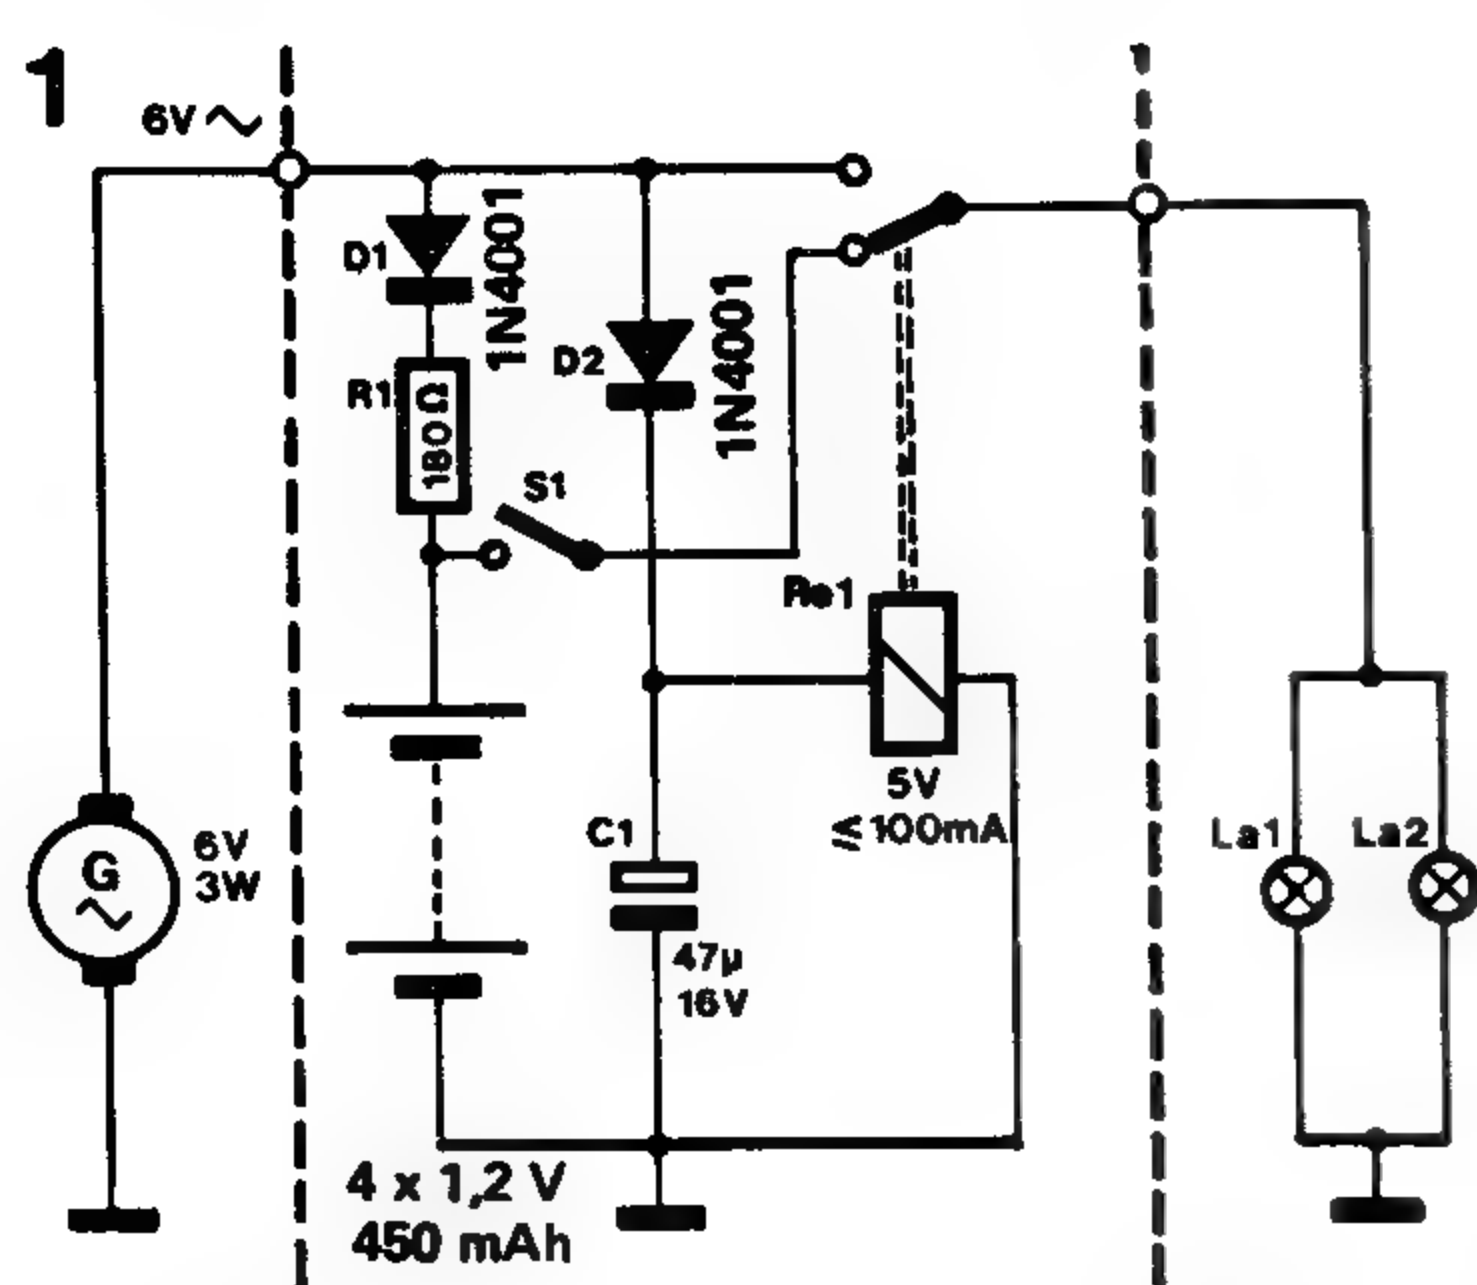 1
6V ~
D1
1N4001
R1
180Ω
D2
1N4001
S1
Re1
5V
≤100mA
G
~
6V
3W
C1
47µ
16V
La1
La2
4 x 1,2 V
450 mAh